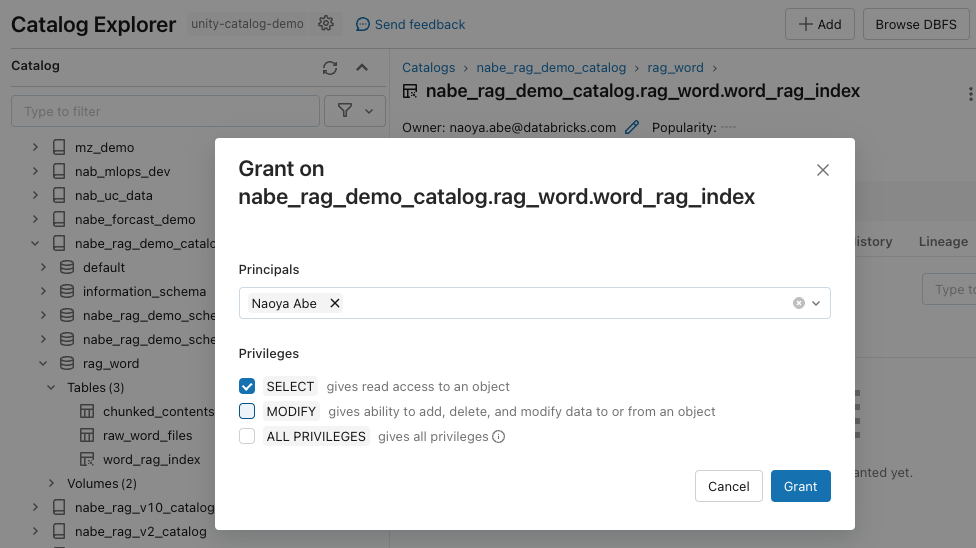 Catalog Explorer unity-catalog-demo Send feedback Add Browse DBFS
Catalog
Type to filter
mz_demo
nab_mlops_dev
nab_uc_data
nabe_forcast_demo
nabe_rag_demo_catalo
default
information_schema
nabe_rag_demo_sche
nabe_rag_demo_sche
rag_word
Tables (3)
chunked_contents
raw_word_files
word_rag_index
Volumes (2)
nabe_rag_v10_catalog
nabe_rag_v2_catalog
Catalogs > nabe_rag_demo_catalog > rag_word >
nabe_rag_demo_catalog.rag_word.word_rag_index
Owner: naoya.abe@databricks.com Popularity: ----
istory Lineage
Type to
anted yet.
Grant on
nabe_rag_demo_catalog.rag_word.word_rag_index
Principals
Naoya Abe
Privileges
SELECT gives read access to an object
MODIFY gives ability to add, delete, and modify data to or from an object
ALL PRIVILEGES gives all privileges
Cancel Grant